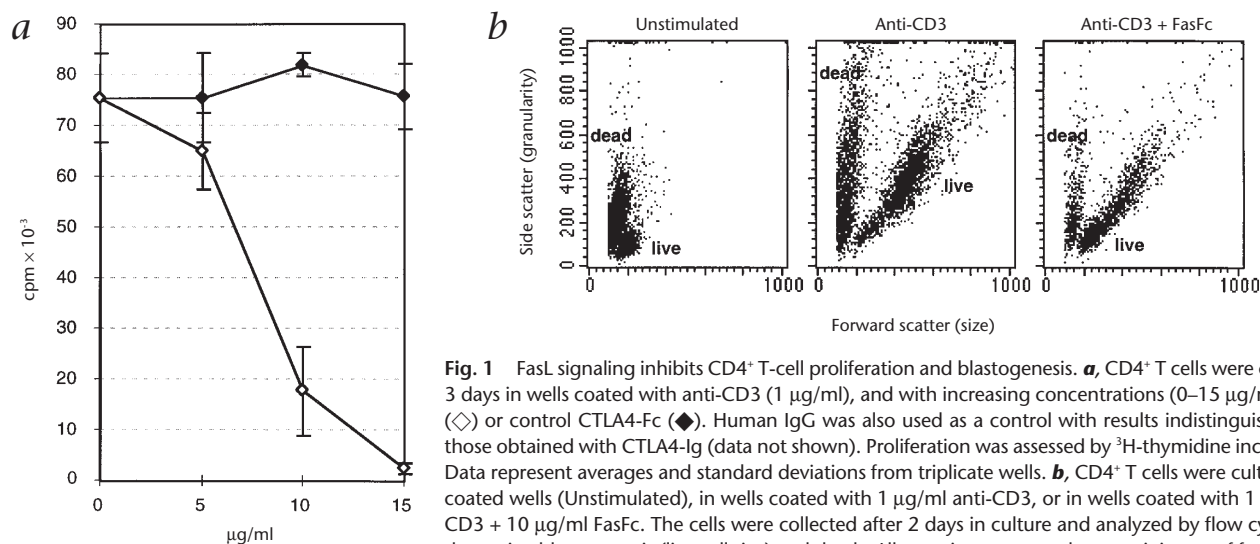 a
90
80
70
60
50
40
30
20
10
0
cpm × 10⁻³
0 5 10 15
μg/ml
b
Unstimulated
Anti-CD3
Anti-CD3 + FasFc
Side scatter (granularity)
1000
800
600
400
200
0
dead
live
dead
live
dead
live
0 1000
0 1000
0 1000
Forward scatter (size)
Fig. 1 FasL signaling inhibits CD4⁺ T-cell proliferation and blastogenesis. a, CD4⁺ T cells were
3 days in wells coated with anti-CD3 (1 μg/ml), and with increasing concentrations (0–15 μg/
(◇) or control CTLA4-Fc (◆). Human IgG was also used as a control with results
those obtained with CTLA4-Ig (data not shown). Proliferation was assessed by ³H-thymidine
Data represent averages and standard deviations from triplicate wells. b, CD4⁺ T cells were
coated wells (Unstimulated), in wells coated with 1 μg/ml anti-CD3, or in wells coated with 1
CD3 + 10 μg/ml FasFc. The cells were collected after 2 days in culture and analyzed by flow